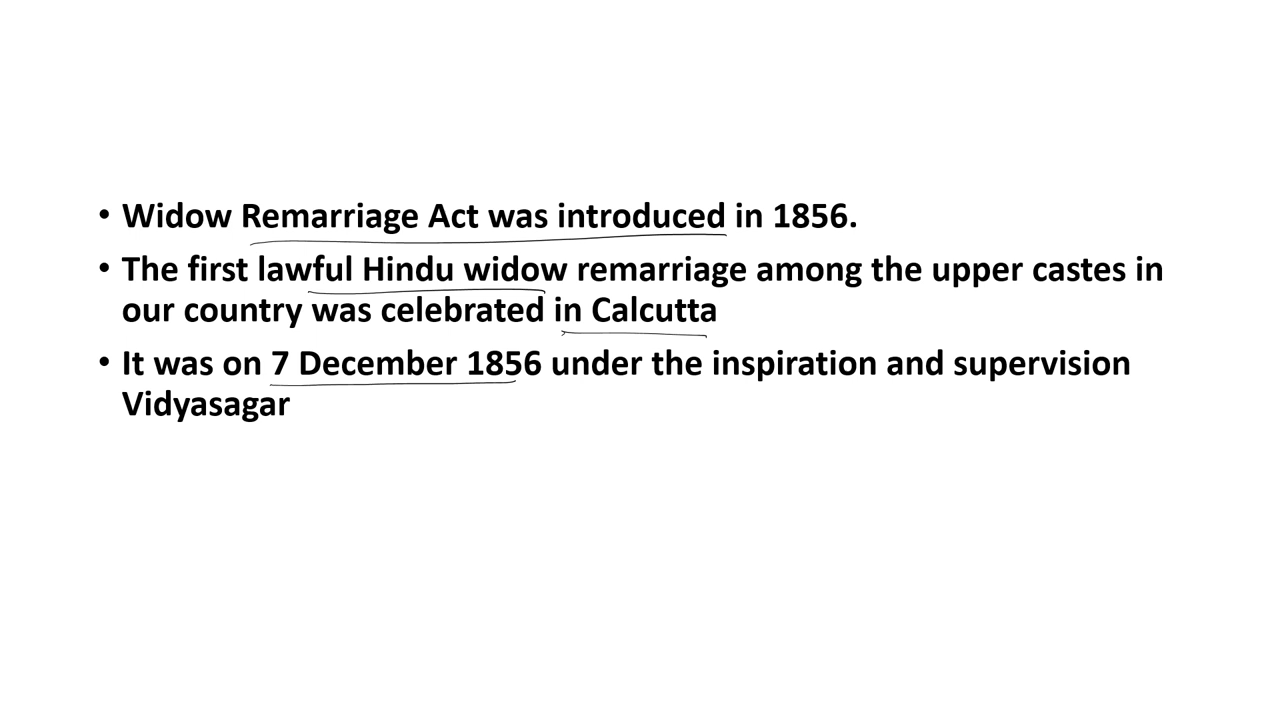 • Widow Remarriage Act was introduced in 1856.
• The first lawful Hindu widow remarriage among the upper castes in
our country was celebrated in Calcutta
• It was on 7 December 1856 under the inspiration and supervision
Vidyasagar